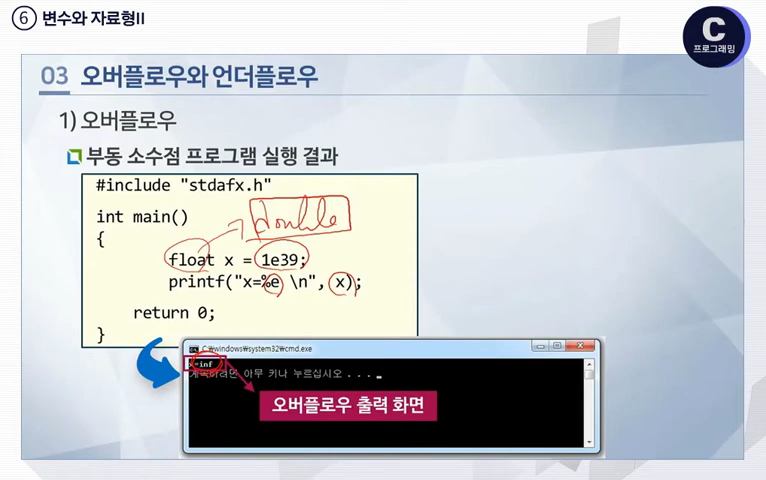 6 변수와 자료형II
C
프로그래밍
03 오버플로우와 언더플로우
1) 오버플로우
부동 소수점 프로그램 실행 결과
#include "stdafx.h"
int main()
double
{
float x = 1e39;
printf("x=%e \n", x);
return 0;
}
C:₩windows₩system32₩cmd.exe
x=inf
계속하려면 아무 키나 누르십시오 . . .
오버플로우 출력 화면